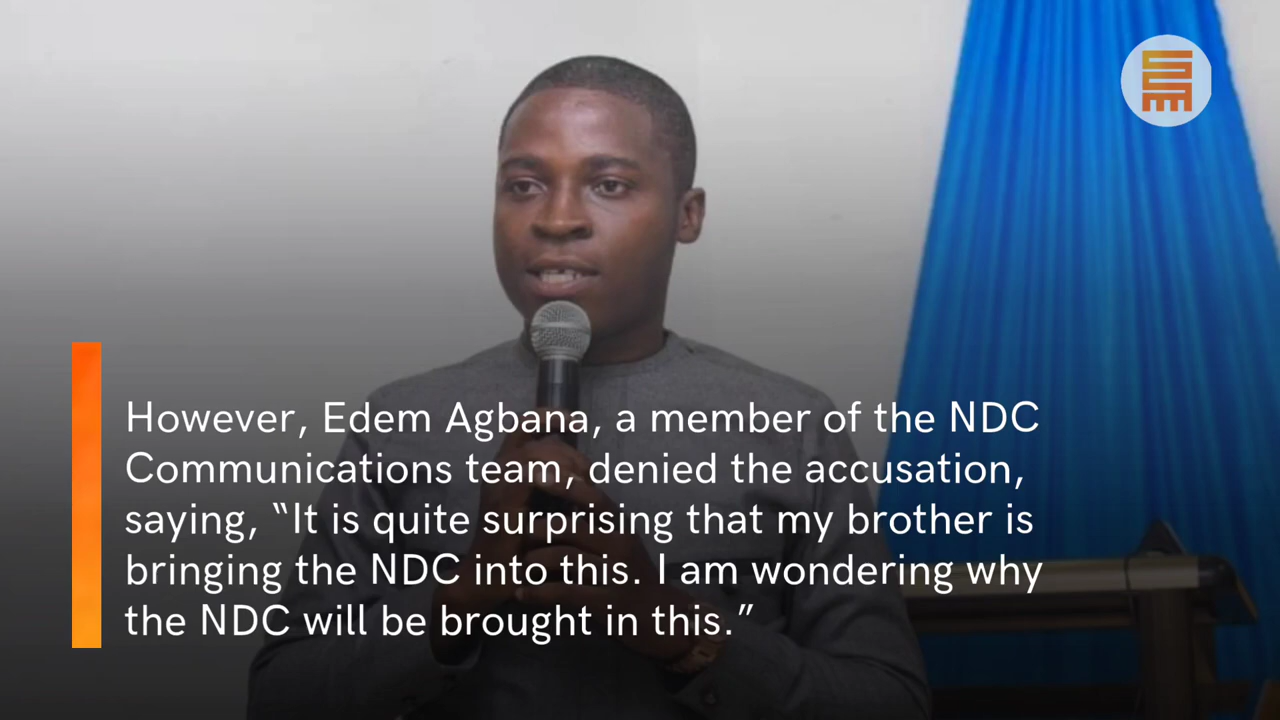 However, Edem Agbana, a member of the NDC
Communications team, denied the accusation,
saying, “It is quite surprising that my brother is
bringing the NDC into this. I am wondering why
the NDC will be brought in this.”